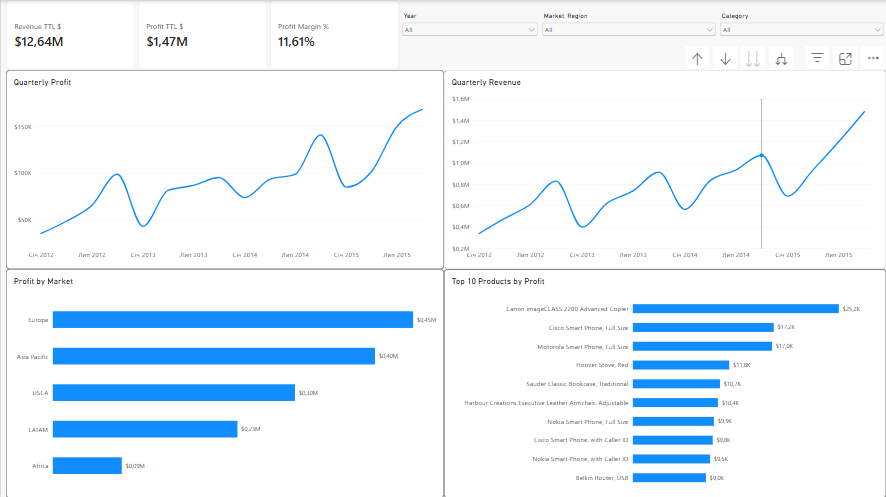 Revenue TTL $
$12,64M
Profit TTL $
$1,47M
Profit Margin %
11,61%
Year
All
Market, Region
All
Category
All
Quarterly Profit
$150K
$100K
$50K
Січ 2012
Лип 2012
Січ 2013
Лип 2013
Січ 2014
Лип 2014
Січ 2015
Лип 2015
Quarterly Revenue
$1,6M
$1,4M
$1,2M
$1,0M
$0,8M
$0,6M
$0,4M
$0,2M
Січ 2012
Лип 2012
Січ 2013
Лип 2013
Січ 2014
Лип 2014
Січ 2015
Лип 2015
Profit by Market
Europe $0,45M
Asia Pacific $0,40M
USCA $0,30M
LATAM $0,23M
Africa $0,09M
Top 10 Products by Profit
Canon imageCLASS 2200 Advanced Copier $25,2K
Cisco Smart Phone, Full Size $17,2K
Motorola Smart Phone, Full Size $17,0K
Hoover Stove, Red $11,8K
Sauder Classic Bookcase, Traditional $10,7K
Harbour Creations Executive Leather Armchair, Adjustable $10,4K
Nokia Smart Phone, Full Size $9,9K
Cisco Smart Phone, with Caller ID $9,8K
Nokia Smart Phone, with Caller ID $9,5K
Belkin Router, USB $9,0K